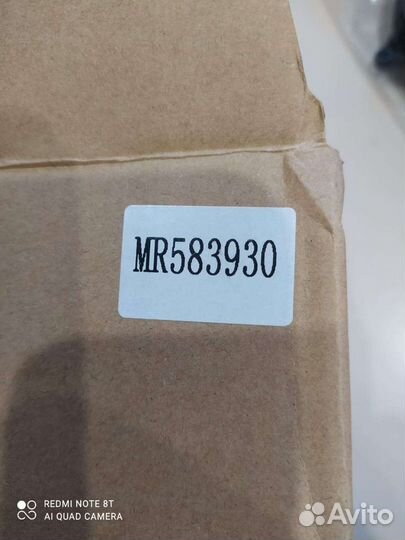 MR583930
REDMI NOTE 8T
AI QUAD CAMERA
Avito